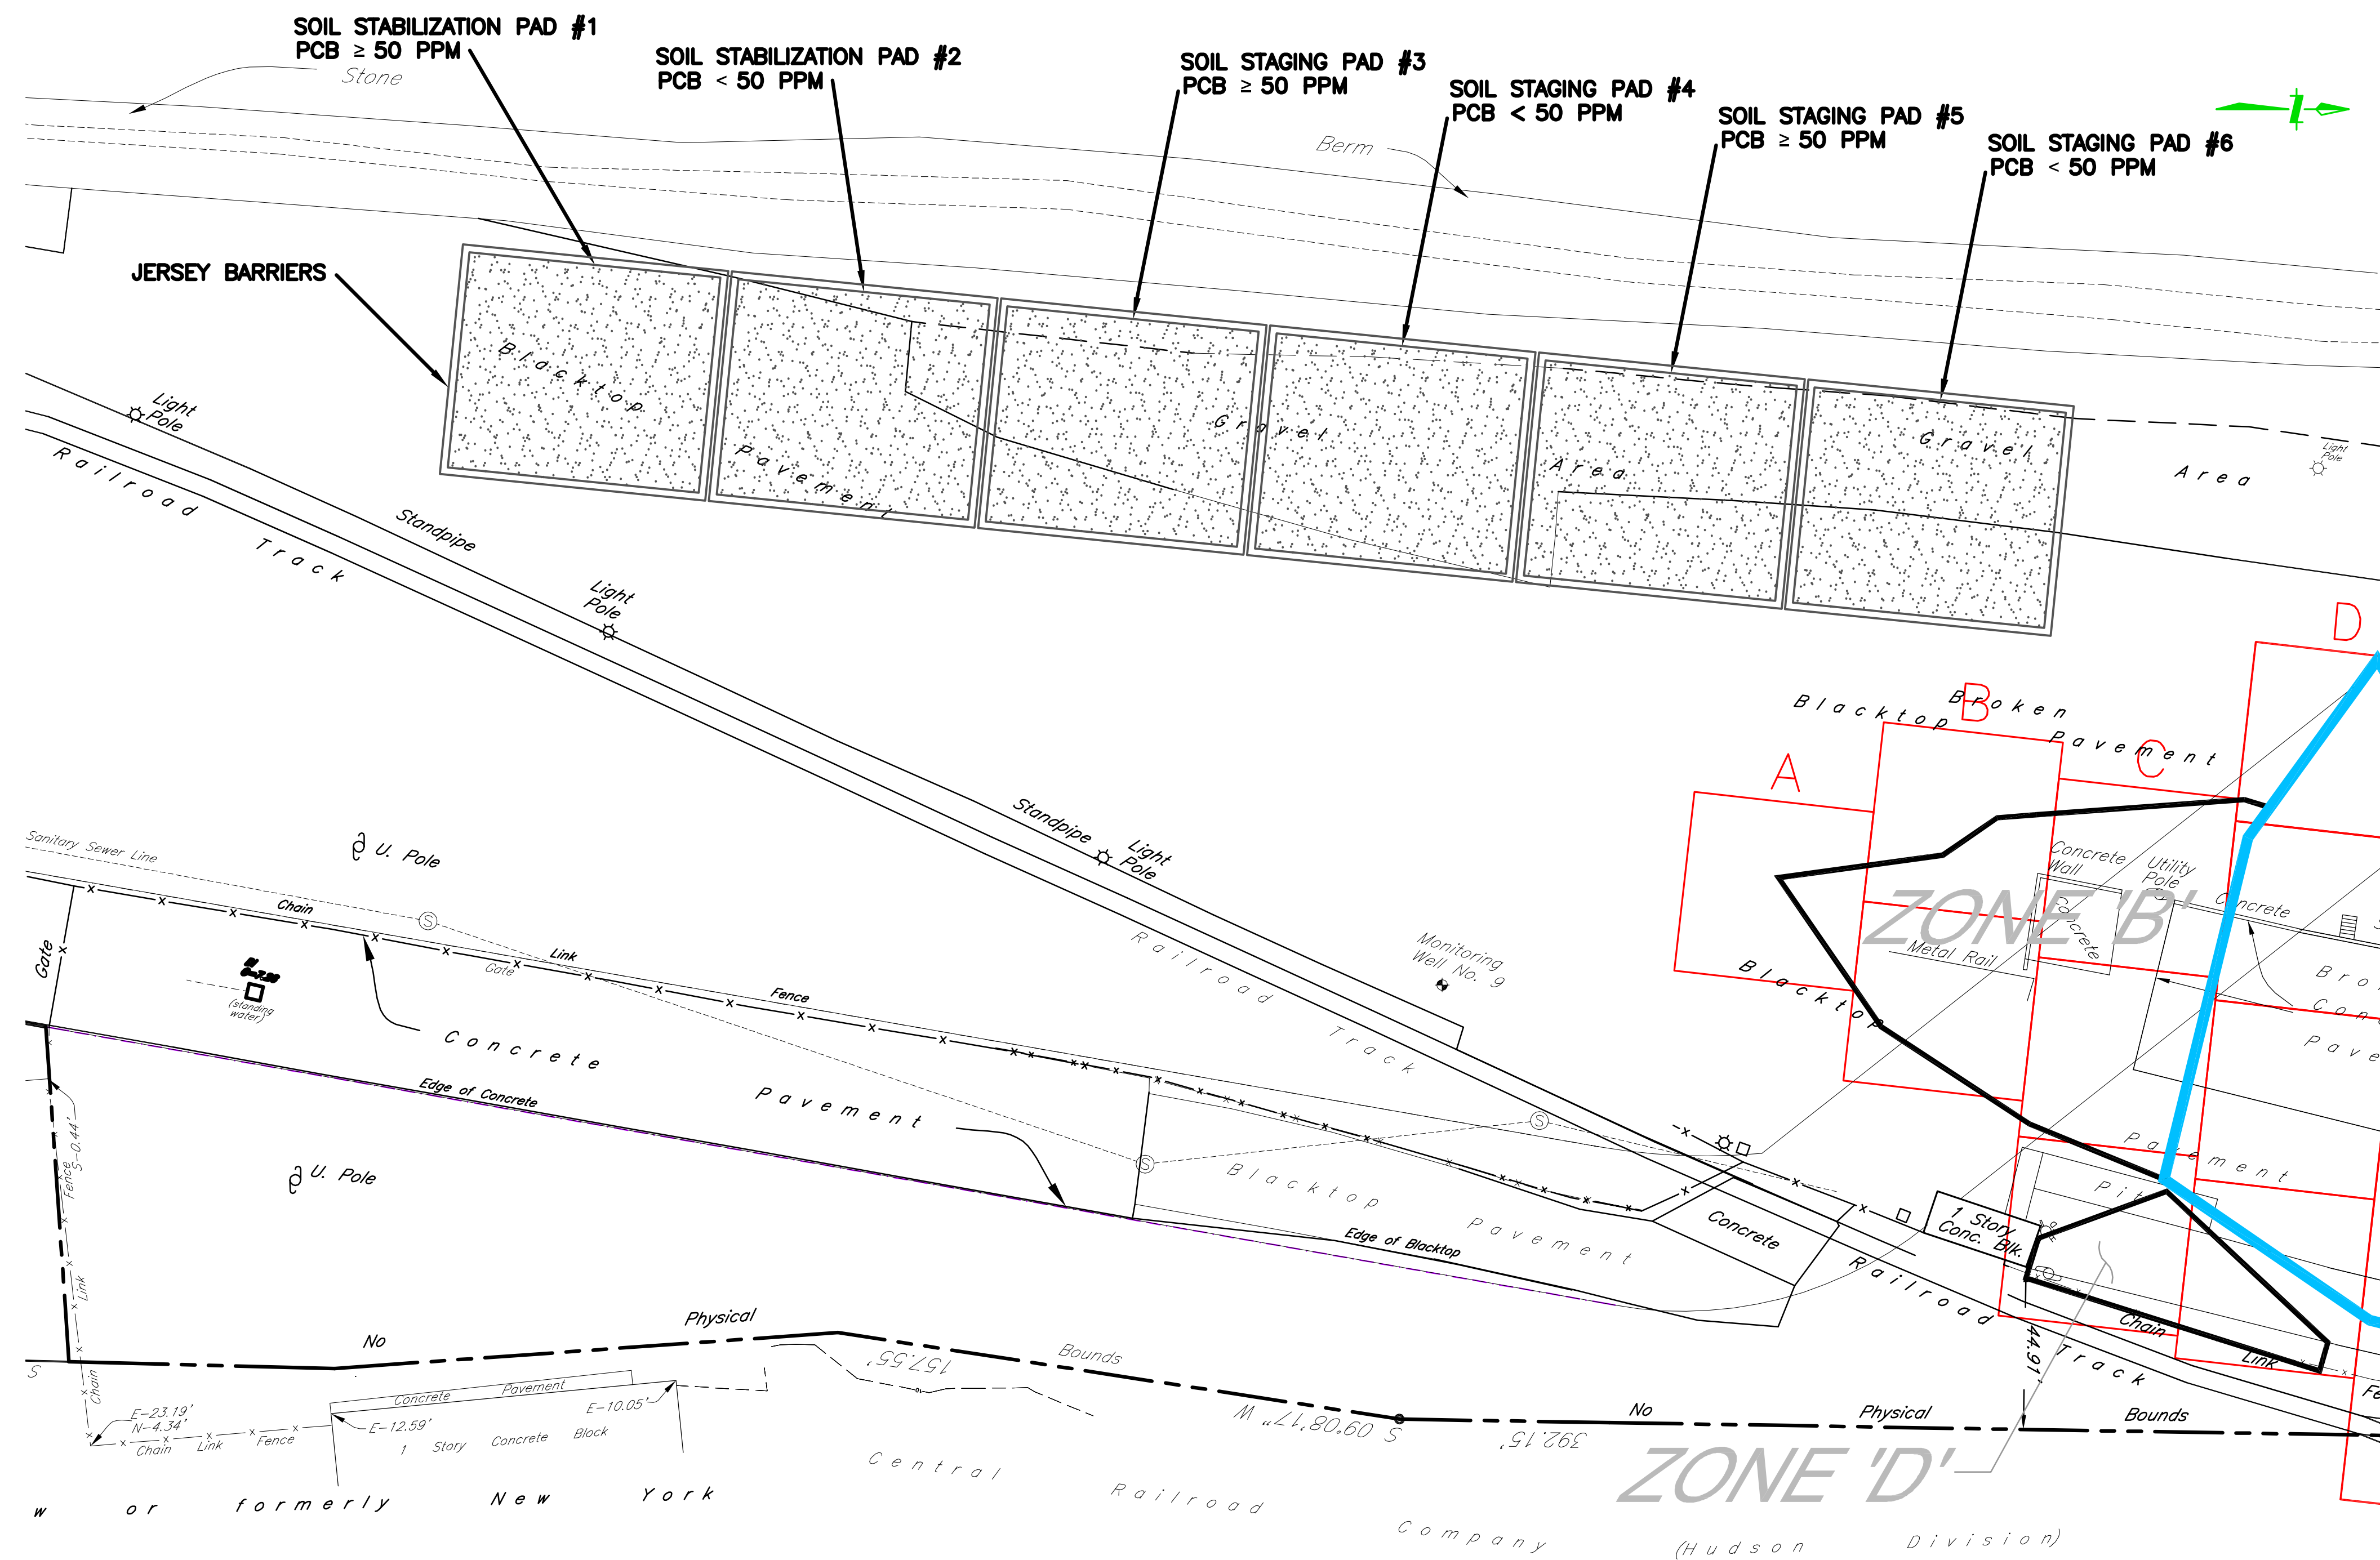 SOIL STABILIZATION PAD #1
PCB ≥ 50 PPM
SOIL STABILIZATION PAD #2
PCB < 50 PPM
SOIL STAGING PAD #3
PCB ≥ 50 PPM
SOIL STAGING PAD #4
PCB < 50 PPM
SOIL STAGING PAD #5
PCB ≥ 50 PPM
SOIL STAGING PAD #6
PCB < 50 PPM
Stone
Berm
JERSEY BARRIERS
Blacktop
Pavement
Gravel
Area
Gravel
Area
Light
Pole
Light
Pole
Railroad
Track
Standpipe
Light
Pole
D
Broken
Blacktop
B
Pavement
C
A
Standpipe
Light
Pole
Sanitary Sewer Line
U. Pole
Concrete
Wall
Utility
Pole
Concrete
ZONE 'B'
Concrete
Metal Rail
Blacktop
Monitoring
Well No. 9
Railroad
Track
Gate
Chain
Link
Fence
Gate
(standing
water)
Concrete
Pavement
Edge of Concrete
S
S
S
S-0.44'
Fence
Link
Chain
U. Pole
Blacktop
Pavement
Edge of Blacktop
Concrete
Pavement
Pit
1 Story
Conc. Blk.
Railroad
Track
Chain
Link
44.91'
No
Physical
Bounds
157.55'
S 09°08'17" W
392.15'
No
Physical
Bounds
S
Concrete Pavement
E-23.19'
N-4.34'
E-12.59'
E-10.05'
Chain Link Fence
1 Story Concrete Block
ZONE 'D'
w or formerly New York
Central Railroad Company (Hudson Division)